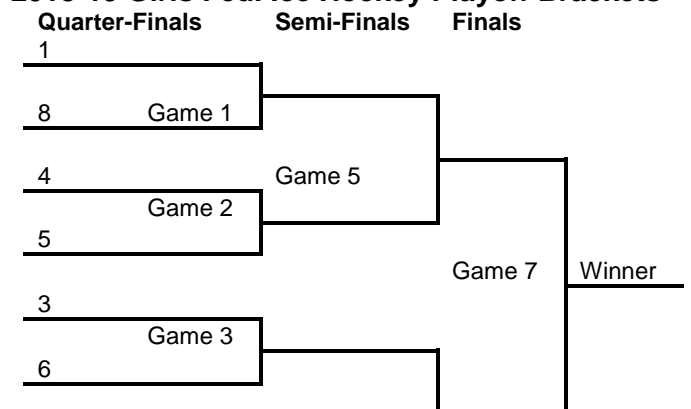 Quarter-Finals Semi-Finals Finals
1
8 Game 1
4 Game 5
Game 2
5
Game 7 Winner
3
Game 3
6